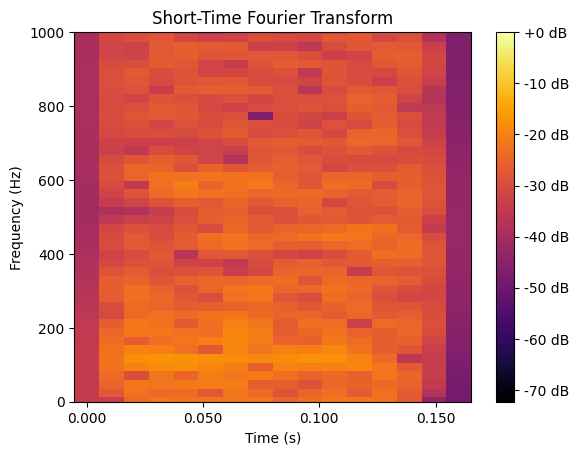 Short-Time Fourier Transform
1000
800
600
400
200
0
Frequency (Hz)
0.000
0.050
0.100
0.150
Time (s)
+0 dB
-10 dB
-20 dB
-30 dB
-40 dB
-50 dB
-60 dB
-70 dB